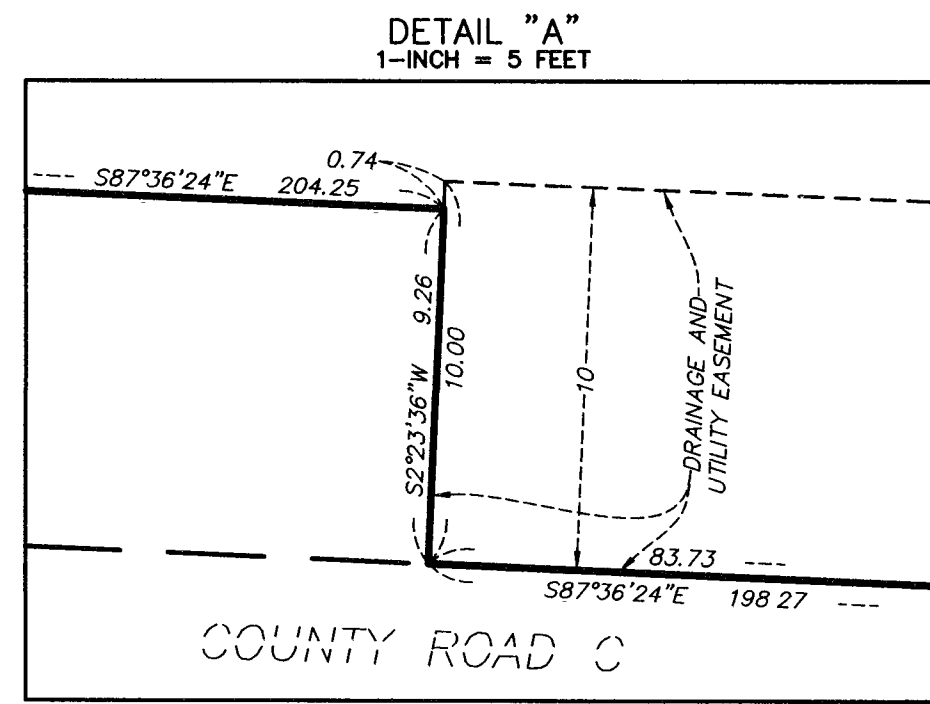 DETAIL "A"
1-INCH = 5 FEET
0.74
S87°36'24"E 204.25
9.26
10.00
S2°23'36"W
10
DRAINAGE AND
UTILITY EASEMENT
83.73
S87°36'24"E 198 27
COUNTY ROAD C